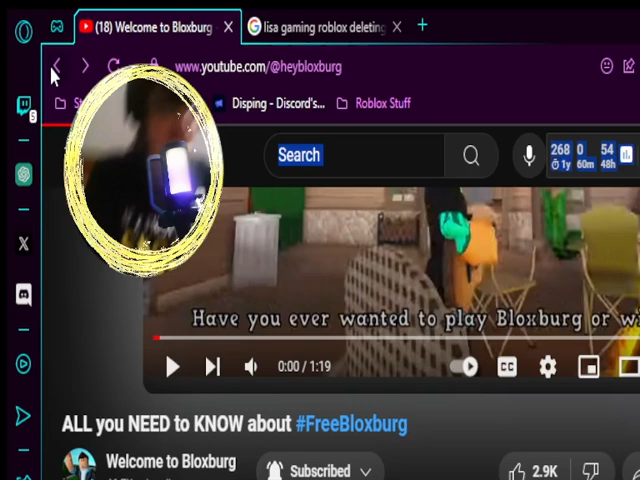 (18) Welcome to Bloxburg
lisa gaming roblox deleting
www.youtube.com/@heybloxburg
Disping - Discord's...
Roblox Stuff
Search
268 0 54
1y 60m 48h
Have you ever wanted to play Bloxburg or
0:00 / 1:19
CC
ALL you NEED to KNOW about #FreeBloxburg
Welcome to Bloxburg
Subscribed
2.9K